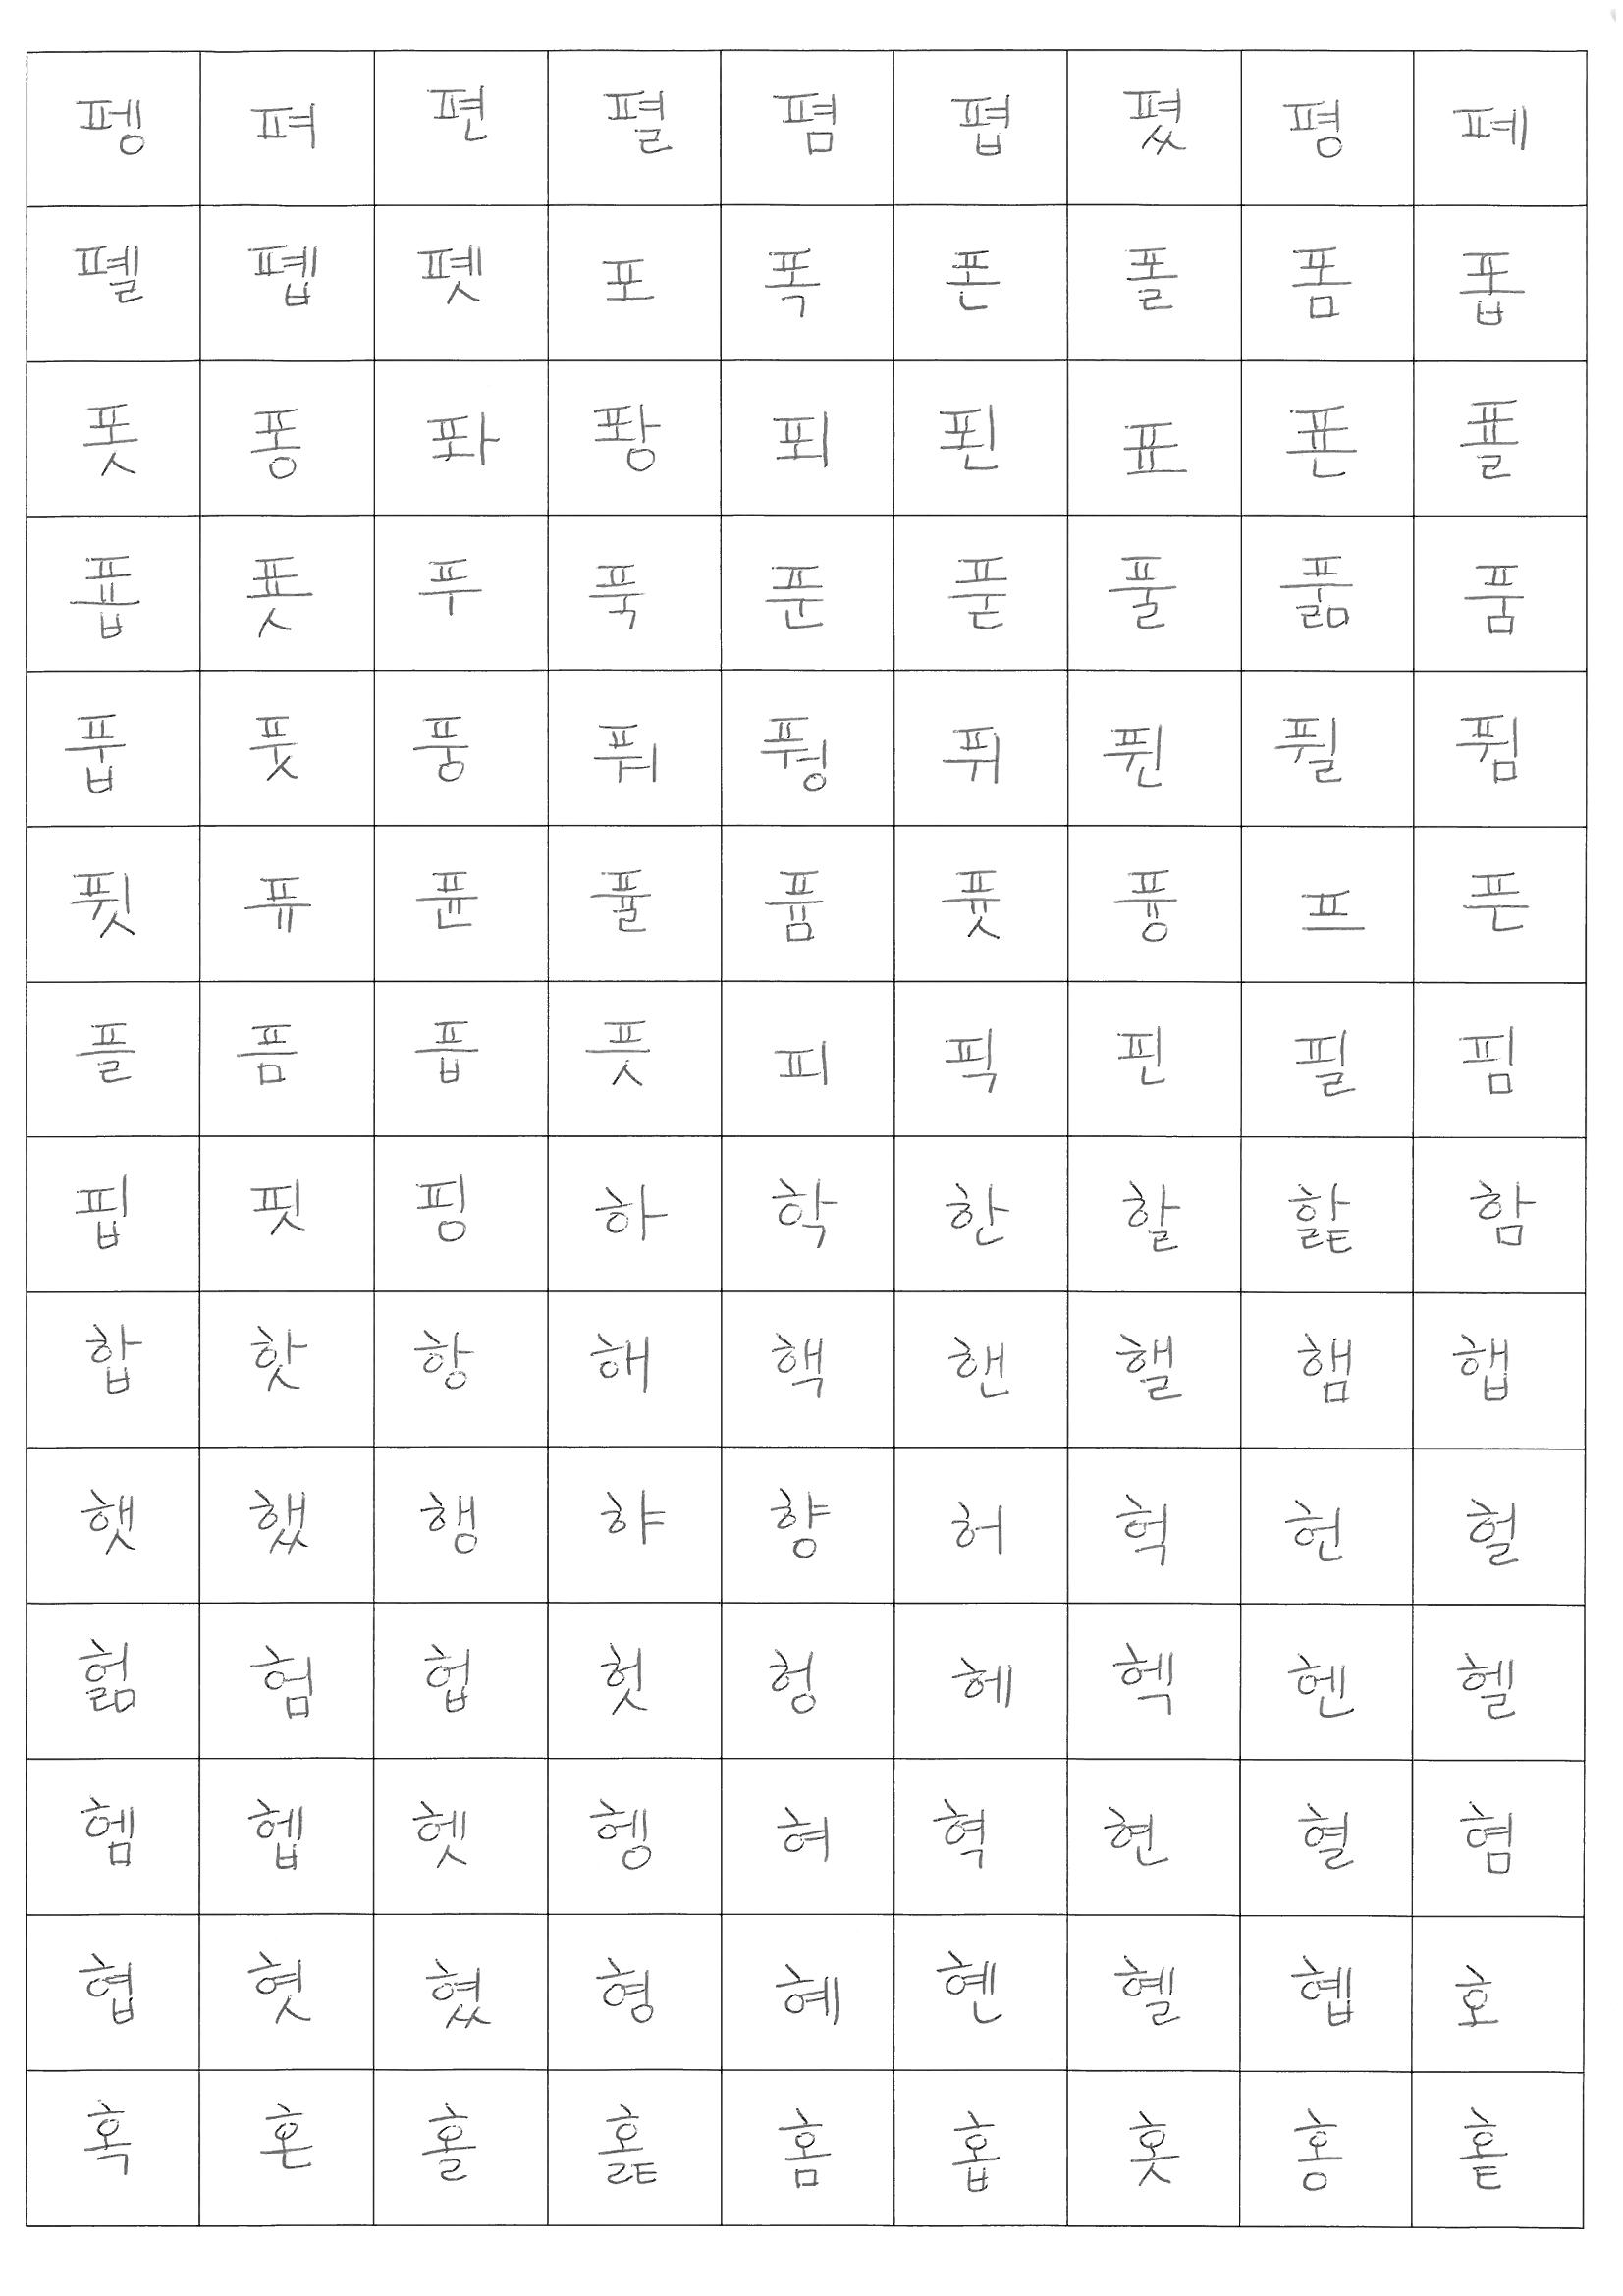 펭 펴 편 펼 폄 폅 폈 평 폐
폘 폡 폣 포 폭 폰 폴 폼 폽
폿 퐁 퐈 퐝 푀 푄 표 푠 푤
푭 푯 푸 푹 푼 푿 풀 풂 품
풉 풋 풍 풔 풩 퓌 퓐 퓔 퓜
퓟 퓨 퓬 퓰 퓸 퓻 퓽 프 픈
플 픔 픕 픗 피 픽 핀 필 핌
핍 핏 핑 하 학 한 할 핥 함
합 핫 항 해 핵 핸 핼 햄 햅
햇 했 행 햐 향 허 헉 헌 헐
헒 험 헙 헛 헝 헤 헥 헨 헬
헴 헵 헷 헹 혀 혁 현 혈 혐
협 혓 혔 형 혜 혠 혤 혭 호
혹 혼 홀 홅 홈 홉 홋 홍 홑